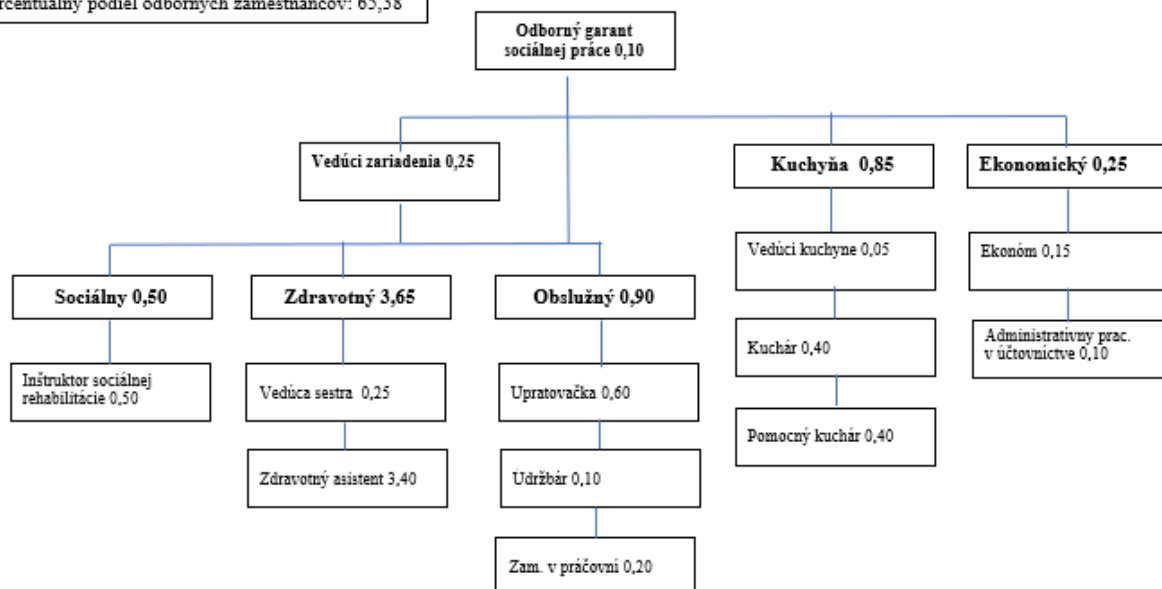 podiel odborných zamestnancov: 65,38
Odborný garant
sociálnej práce 0,10
Vedúci zariadenia 0,25
Kuchyňa 0,85
Ekonomický 0,25
Vedúci kuchyne 0,05
Ekonóm 0,15
Sociálny 0,50
Zdravotný 3,65
Obslužný 0,90
Kuchár 0,40
Administratívny prac.
v účtovníctve 0,10
Inštruktor sociálnej
rehabilitácie 0,50
Vedúca sestra 0,25
Upratovačka 0,60
Pomocný kuchár 0,40
Zdravotný asistent 3,40
Údržbár 0,10
Zam. v práčovni 0,20